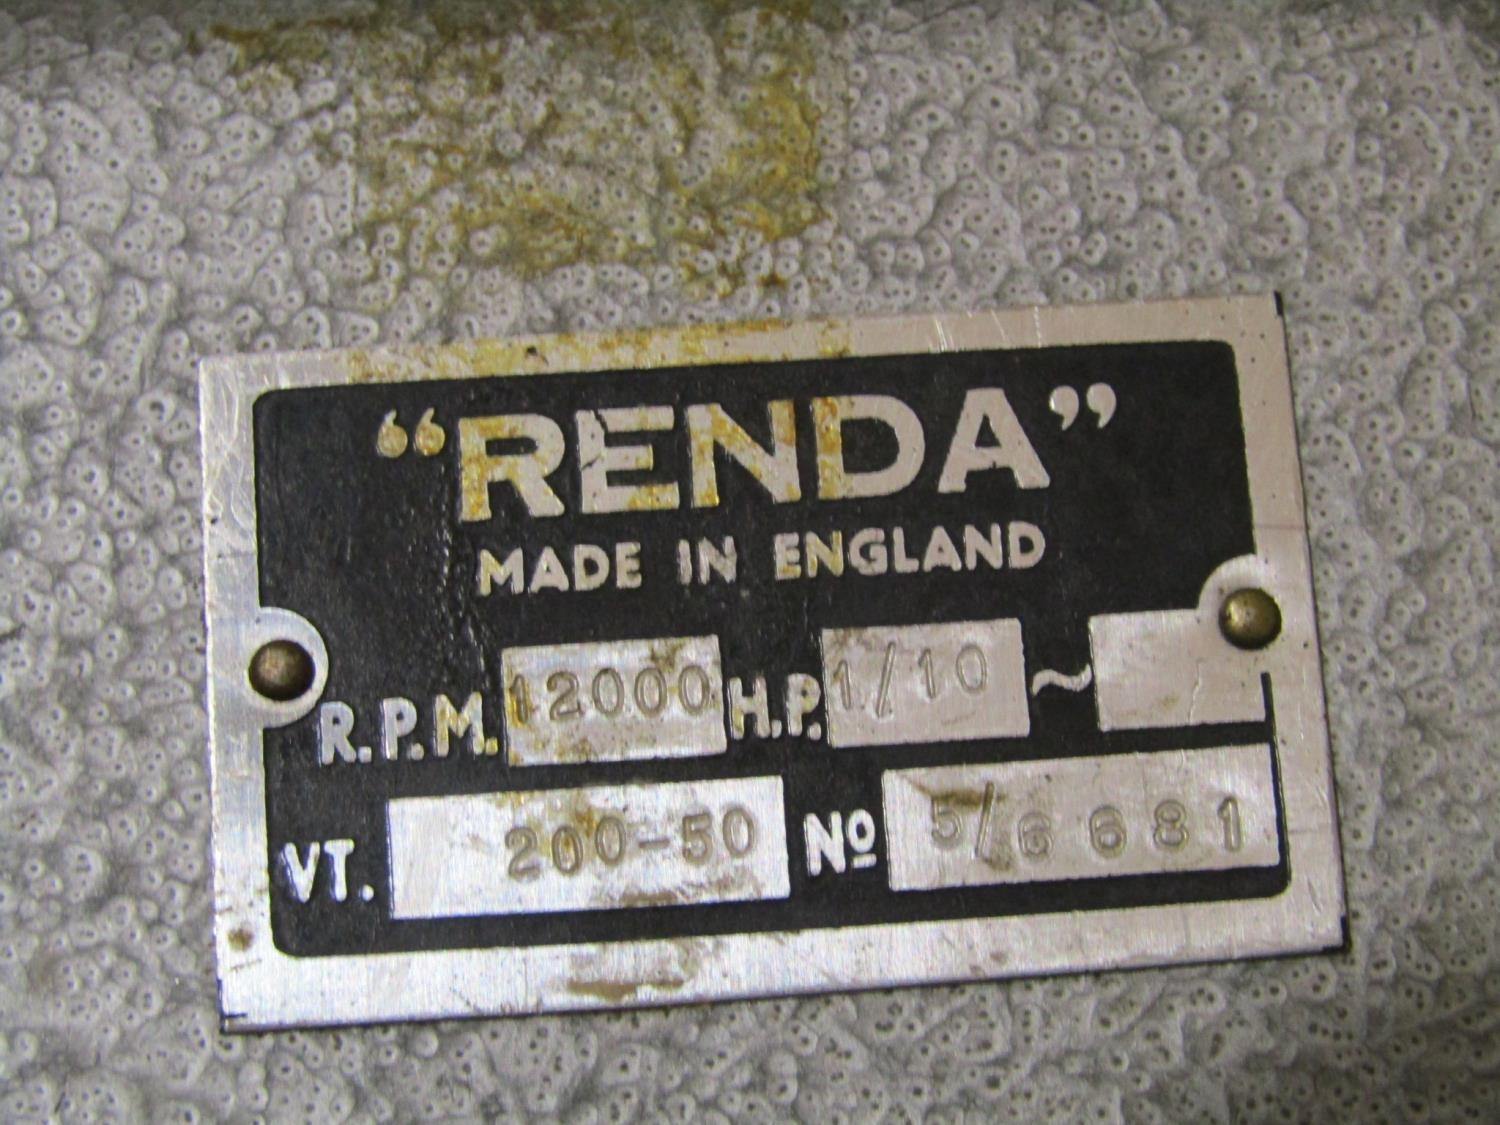 “RENDA”
MADE IN ENGLAND
R.P.M. 12000 H.P. 1/10 ~
VT. 200-50 Nº 5/6681